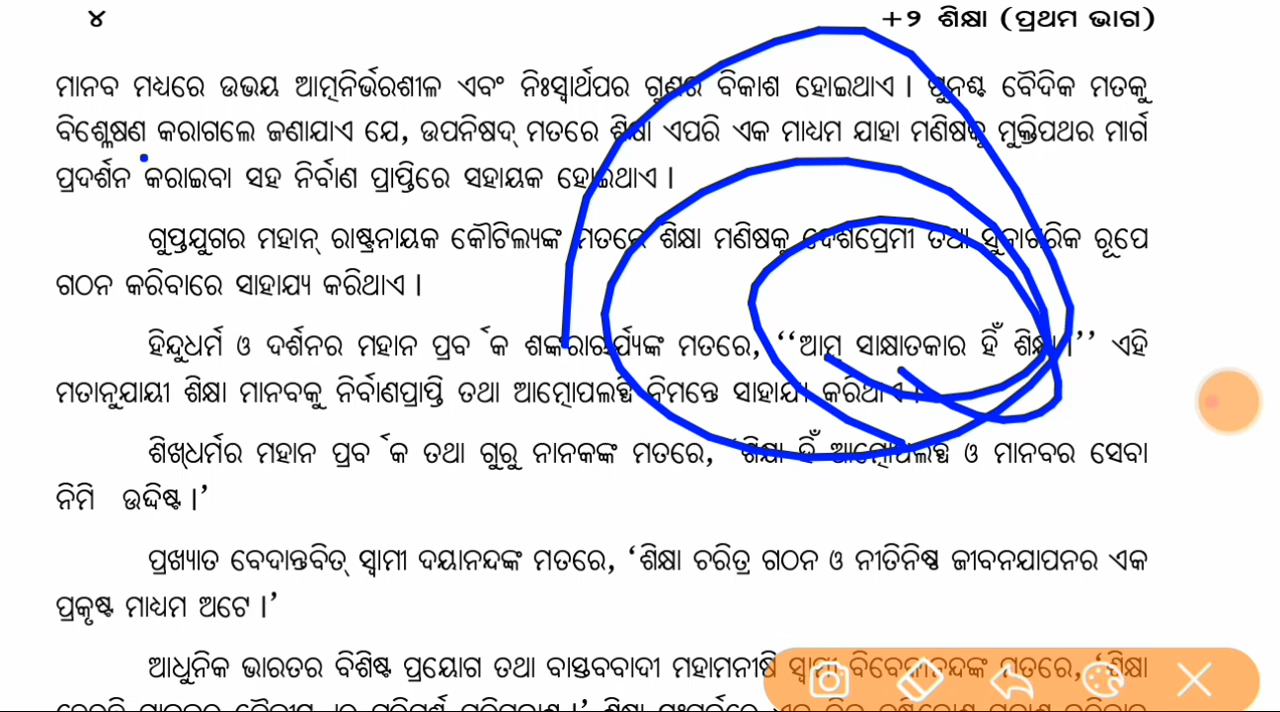 ୪ +୨ ଶିକ୍ଷା (ପ୍ରଥମ ଭାଗ)
ମାନବ ମଧ୍ୟରେ ଉଭୟ ଆତ୍ମନିର୍ଭରଶୀଳ ଏବଂ ନିଃସ୍ୱାର୍ଥପର ଗୁଣର ବିକାଶ ହୋଇଥାଏ । ପୁନଶ୍ଚ ବୈଦିକ ମତକୁ
ବିଶ୍ଳେଷଣ କରାଗଲେ ଜଣାଯାଏ ଯେ, ଉପନିଷଦ୍ ମତରେ ଶିକ୍ଷା ଏପରି ଏକ ମାଧ୍ୟମ ଯାହା ମଣିଷକୁ ମୁକ୍ତିପଥର ମାର୍ଗ
ପ୍ରଦର୍ଶନ କରାଇବା ସହ ନିର୍ବାଣ ପ୍ରାପ୍ତିରେ ସହାୟକ ହୋଇଥାଏ ।
ଗୁପ୍ତଯୁଗର ମହାନ୍ ରାଷ୍ଟ୍ରନାୟକ କୌଟିଲ୍ୟଙ୍କ ମତରେ ଶିକ୍ଷା ମଣିଷକୁ ଦେଶପ୍ରେମୀ ତଥା ସୁନାଗରିକ ରୂପେ
ଗଠନ କରିବାରେ ସାହାଯ୍ୟ କରିଥାଏ ।
ହିନ୍ଦୁଧର୍ମ ଓ ଦର୍ଶନର ମହାନ ପ୍ରବ ର୍କ ଶଙ୍କରାଚାର୍ଯ୍ୟଙ୍କ ମତରେ, ‘‘ଆତ୍ମ ସାକ୍ଷାତକାର ହିଁ ଶିକ୍ଷା ।’’ ଏହି
ମତାନୁଯାୟୀ ଶିକ୍ଷା ମାନବକୁ ନିର୍ବାଣପ୍ରାପ୍ତି ତଥା ଆତ୍ମୋପଲବ୍ଧି ନିମନ୍ତେ ସାହାଯ୍ୟ କରିଥାଏ ।
ଶିଖ୍‌ଧର୍ମର ମହାନ ପ୍ରବ ର୍କ ତଥା ଗୁରୁ ନାନକଙ୍କ ମତରେ, ‘ଶିକ୍ଷା ହିଁ ଆତ୍ମୋପଲବ୍ଧି ଓ ମାନବର ସେବା
ନିମି ଉଦ୍ଦିଷ୍ଟ ।’
ପ୍ରଖ୍ୟାତ ବେଦାନ୍ତବିତ୍ ସ୍ୱାମୀ ଦୟାନନ୍ଦଙ୍କ ମତରେ, ‘ଶିକ୍ଷା ଚରିତ୍ର ଗଠନ ଓ ନୀତିନିଷ୍ଠ ଜୀବନଯାପନର ଏକ
ପ୍ରକୃଷ୍ଟ ମାଧ୍ୟମ ଅଟେ ।’
ଆଧୁନିକ ଭାରତର ବିଶିଷ୍ଟ ପ୍ରୟୋଗ ତଥା ବାସ୍ତବବାଦୀ ମହାମନୀଷି ସ୍ୱାମୀ ବିବେକାନନ୍ଦଙ୍କ ମତରେ, ‘ଶିକ୍ଷା